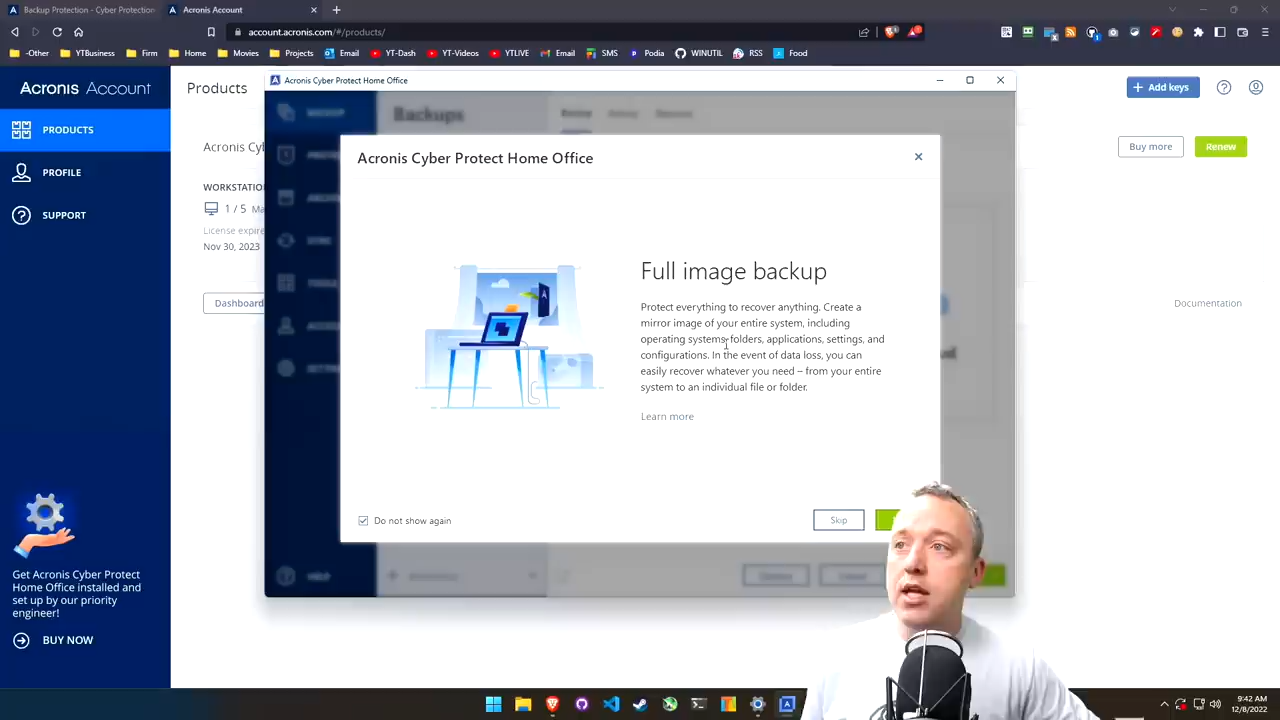 Backup Protection - Cyber Protection
Acronis Account
account.acronis.com/#/products/
-Other
YTBusiness
Firm
Home
Movies
Projects
Email
YT-Dash
YT-Videos
YTLIVE
Email
SMS
Podia
WINUTIL
RSS
Food
Acronis Account
Products
Acronis Cyber Protect Home Office
Add keys
PRODUCTS
Backups
PROFILE
Acronis Cyb
Acronis Cyber Protect Home Office
Buy more
Renew
WORKSTATIO
SUPPORT
1 / 5 Ma
License expire
Nov 30, 2023
Full image backup
Protect everything to recover anything. Create a
mirror image of your entire system, including
operating systems, folders, applications, settings, and
configurations. In the event of data loss, you can
easily recover whatever you need – from your entire
system to an individual file or folder.
Learn more
Dashboard
Documentation
Do not show again
Skip
Get Acronis Cyber Protect
Home Office installed and
set up by our priority
engineer!
BUY NOW
HELP
9:42 AM
12/8/2022